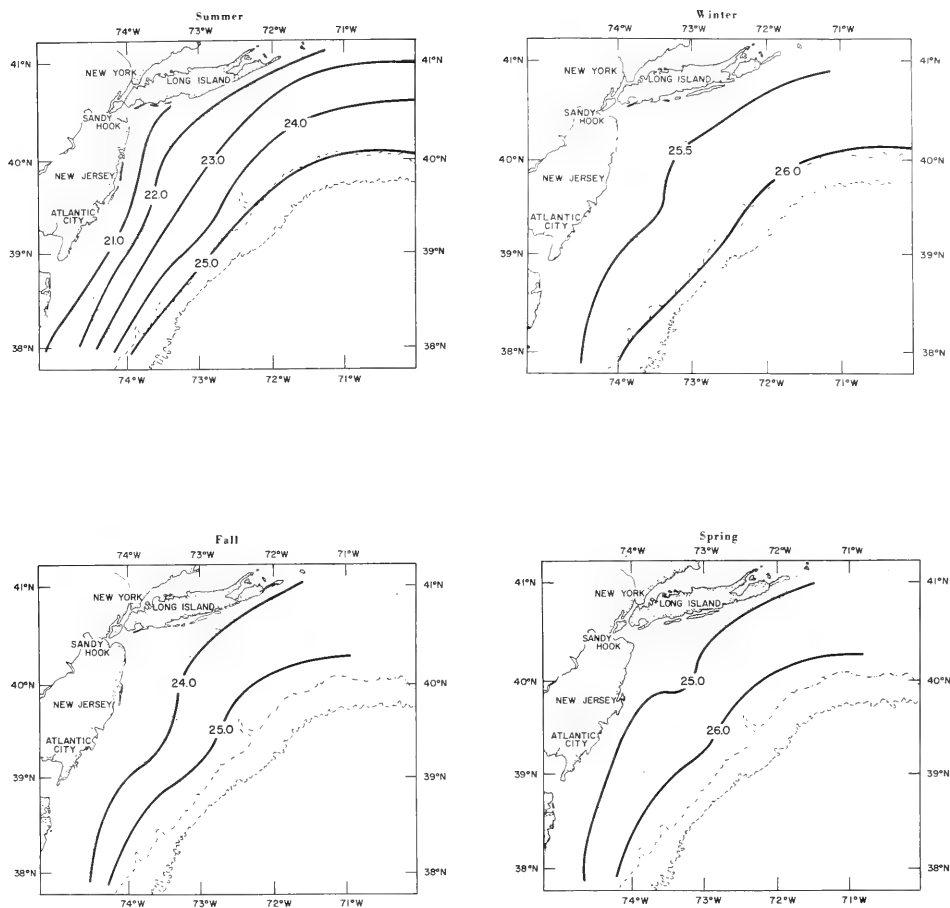 Summer
74°W 73°W 72°W 71°W
41°N 41°N
NEW YORK
LONG ISLAND
SANDY
HOOK
24.0
23.0
40°N 40°N
NEW JERSEY
22.0
ATLANTIC
CITY
21.0
39°N 39°N
25.0
38°N 38°N
74°W 73°W 72°W 71°W
Winter
74°W 73°W 72°W 71°W
41°N 41°N
NEW YORK
LONG ISLAND
SANDY
HOOK
25.5
40°N 40°N
26.0
NEW JERSEY
ATLANTIC
CITY
39°N 39°N
38°N 38°N
74°W 73°W 72°W 71°W
Fall
74°W 73°W 72°W 71°W
41°N 41°N
NEW YORK
LONG ISLAND
SANDY
HOOK
40°N 24.0 40°N
NEW JERSEY
25.0
ATLANTIC
CITY
39°N 39°N
38°N 38°N
74°W 73°W 72°W 71°W
Spring
74°W 73°W 72°W 71°W
41°N 41°N
NEW YORK
LONG ISLAND
SANDY
HOOK
40°N 25.0 40°N
NEW JERSEY
26.0
ATLANTIC
CITY
39°N 39°N
38°N 38°N
74°W 73°W 72°W 71°W